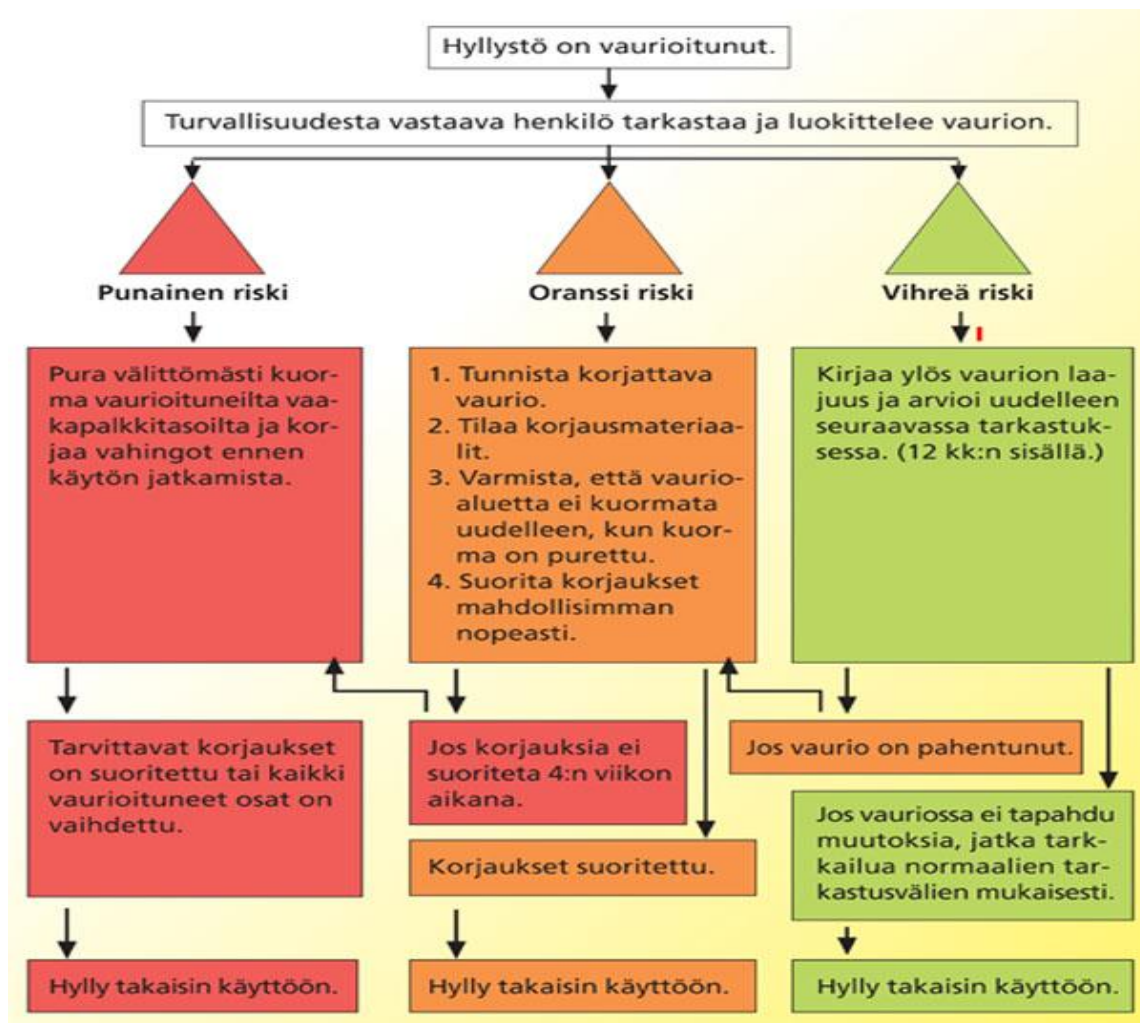 Hyllystö on vaurioitunut.
Turvallisuudesta vastaava henkilö tarkastaa ja luokittelee vaurion.
Punainen riski
Oranssi riski
Vihreä riski
Pura välittömästi kuor-
ma vaurioituneilta vaa-
kapalkkitasoilta ja kor-
jaa vahingot ennen
käytön jatkamista.
1. Tunnista korjattava
vaurio.
2. Tilaa korjausmateriaa-
lit.
3. Varmista, että vaurio-
aluetta ei kuormata
uudelleen, kun kuor-
ma on purettu.
4. Suorita korjaukset
mahdollisimman
nopeasti.
Kirjaa ylös vaurion laa-
juus ja arvioi uudelleen
seuraavassa tarkastuk-
sessa. (12 kk:n sisällä.)
Tarvittavat korjaukset
on suoritettu tai kaikki
vaurioituneet osat on
vaihdettu.
Jos korjauksia ei
suoriteta 4:n viikon
aikana.
Jos vaurio on pahentunut.
Korjaukset suoritettu.
Jos vauriossa ei tapahdu
muutoksia, jatka tark-
kailua normaalien tar-
kastusvälien mukaisesti.
Hylly takaisin käyttöön.
Hylly takaisin käyttöön.
Hylly takaisin käyttöön.